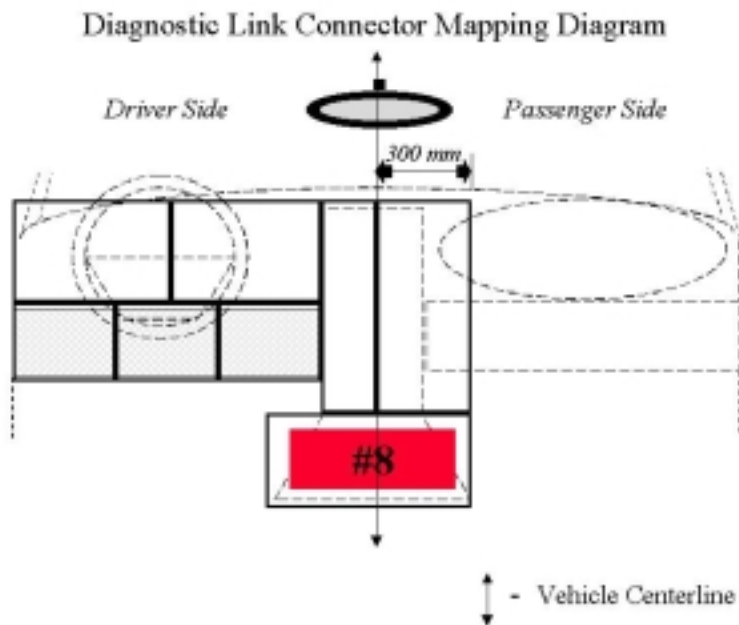 Diagnostic Link Connector Mapping Diagram
Driver Side
Passenger Side
300 mm
#8
- Vehicle Centerline